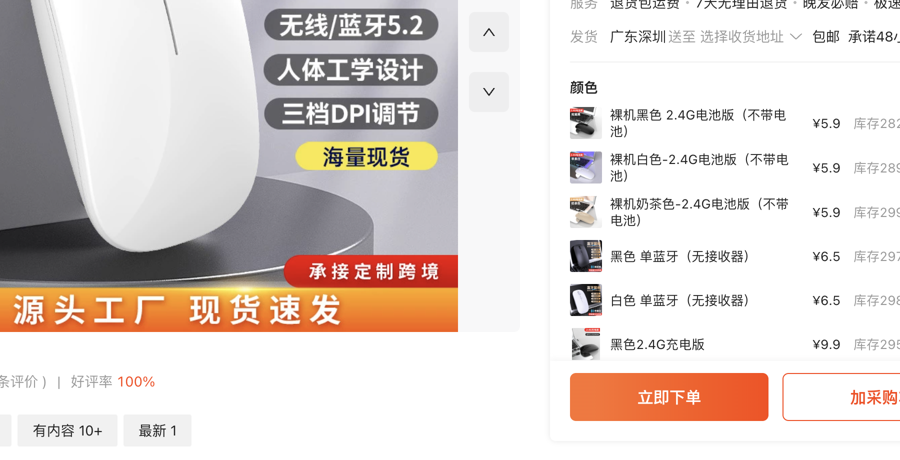 无线/蓝牙5.2
人体工学设计
三档DPI调节
海量现货
承接定制跨境
源头工厂 现货速发
条评价） | 好评率 100%
有内容 10+
最新 1
服务 退货包运费 · 7天无理由退货 · 晚发必赔 · 极速
发货 广东深圳 送至 选择收货地址 包邮 承诺48小
颜色
裸机黑色 2.4G电池版（不带电
池） ¥5.9 库存282
裸机白色-2.4G电池版（不带电
池） ¥5.9 库存289
裸机奶茶色-2.4G电池版（不带
电池） ¥5.9 库存299
黑色 单蓝牙（无接收器） ¥6.5 库存297
白色 单蓝牙（无接收器） ¥6.5 库存298
黑色2.4G充电版 ¥9.9 库存295
立即下单
加采购